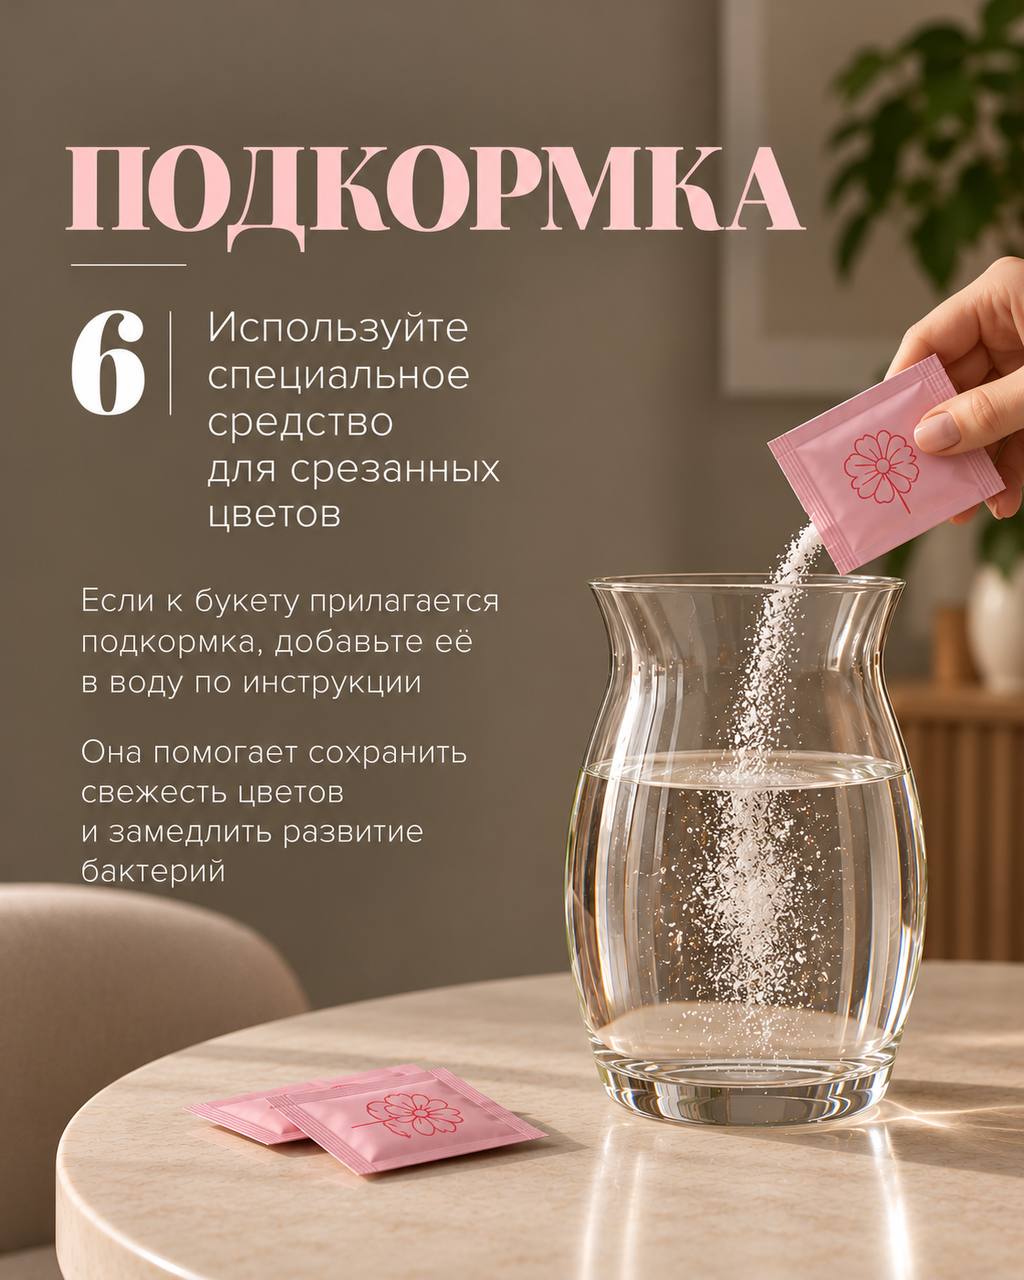 ПОДКОРМКА
6
Используйте
специальное
средство
для срезанных
цветов
Если к букету прилагается
подкормка, добавьте её
в воду по инструкции
Она помогает сохранить
свежесть цветов
и замедлить развитие
бактерий